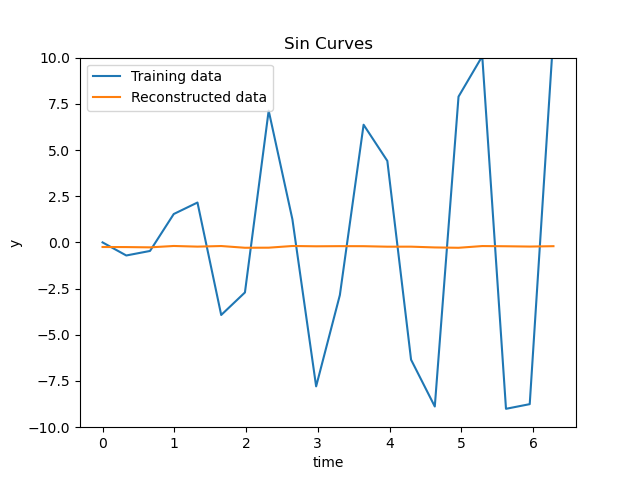 Sin Curves
Training data
Reconstructed data
10.0
7.5
5.0
2.5
0.0
−2.5
−5.0
−7.5
−10.0
y
0 1 2 3 4 5 6
time